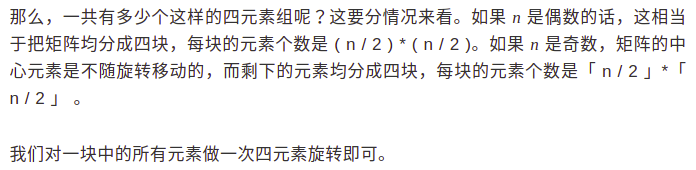 那么，一共有多少个这样的四元素组呢？这要分情况来看。如果 n 是偶数的话，这相当
于把矩阵均分成四块，每块的元素个数是 ( n / 2 ) * ( n / 2 )。如果 n 是奇数，矩阵的中
心元素是不随旋转移动的，而剩下的元素均分成四块，每块的元素个数是「 n / 2 」*「
n / 2 」 。
我们对一块中的所有元素做一次四元素旋转即可。